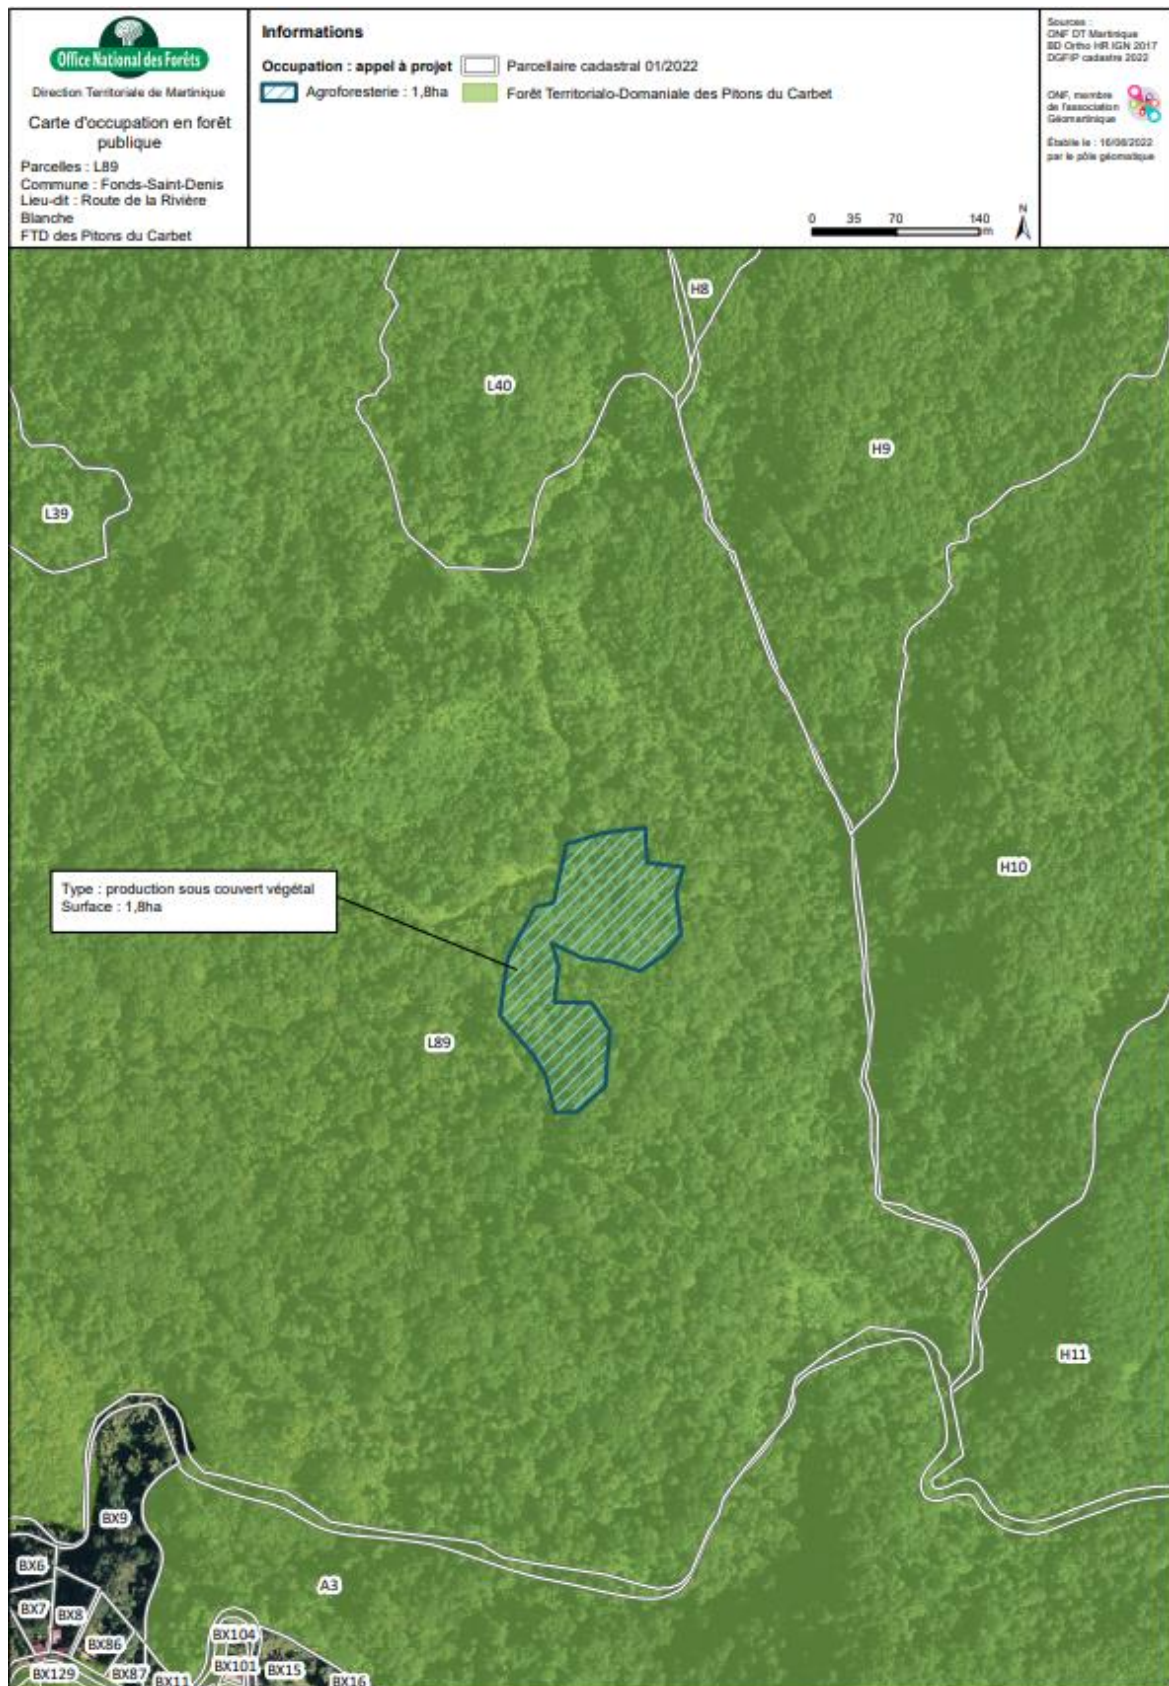 Office National des Forêts
Direction Territoriale de Martinique
Carte d'occupation en forêt
publique
Parcelles : L89
Commune : Fonds-Saint-Denis
Lieu-dit : Route de la Rivière
Blanche
FTD des Pitons du Carbet
Informations
Occupation : appel à projet
Parcellaire cadastral 01/2022
Agroforesterie : 1,8ha
Forêt Territorialo-Domaniale des Pitons du Carbet
0 35 70 140
m
N
Sources :
ONF DT Martinique
BD Ortho HR IGN 2017
DGFIP cadastre 2022
ONF, membre
de l'association
Géomartinique
Établie le : 16/08/2022
par le pôle géomatique
H8
L40
H9
L39
H10
Type : production sous couvert végétal
Surface : 1,8ha
L89
H11
BX9
BX6
A3
BX7
BX8
BX104
BX86
BX101
BX15
BX129
BX87
BX11
BX16